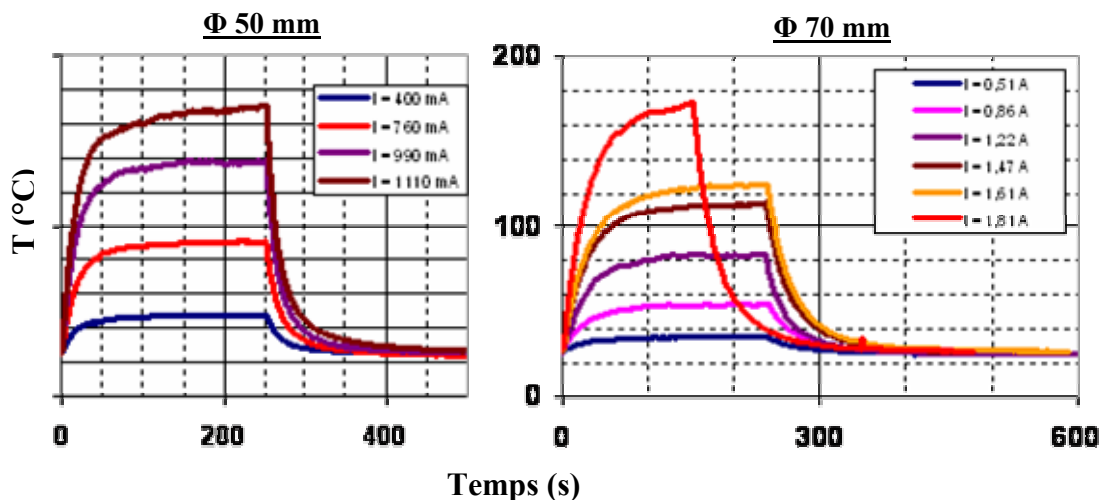 Φ 50 mm
Φ 70 mm
T (°C)
I = 400 mA
I = 760 mA
I = 990 mA
I = 1110 mA
0 200 400
200
100
0
I = 0,51 A
I = 0,86 A
I = 1,22 A
I = 1,47 A
I = 1,61 A
I = 1,81 A
0 300 600
Temps (s)